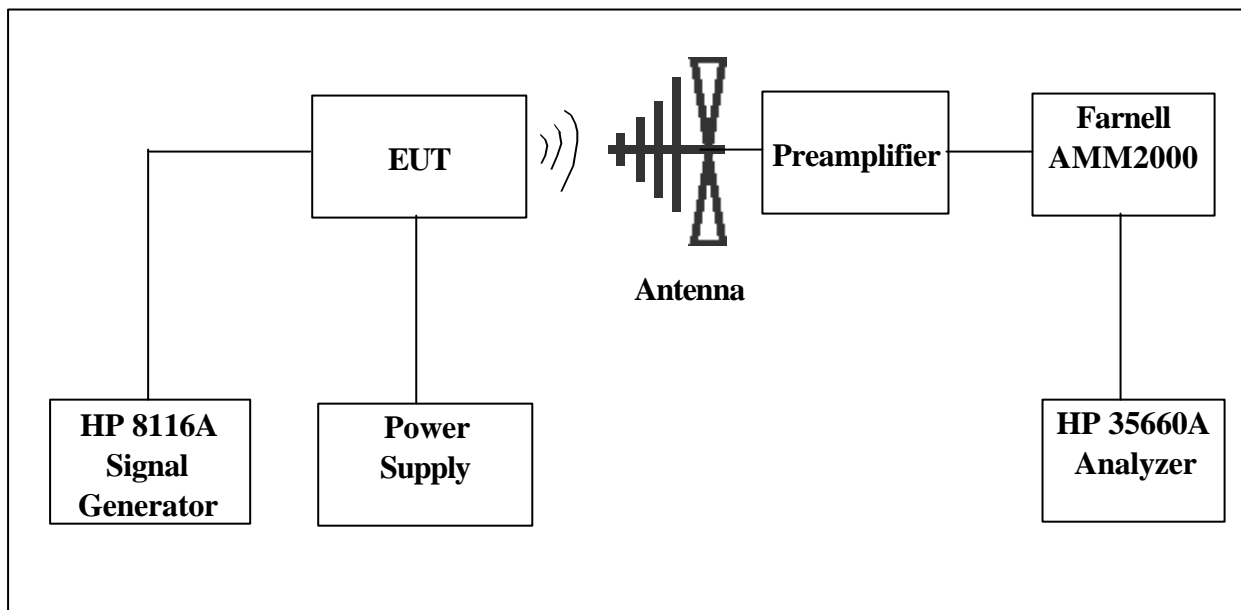 EUT
Preamplifier
Farnell
AMM2000
Antenna
HP 8116A
Signal
Generator
Power
Supply
HP 35660A
Analyzer